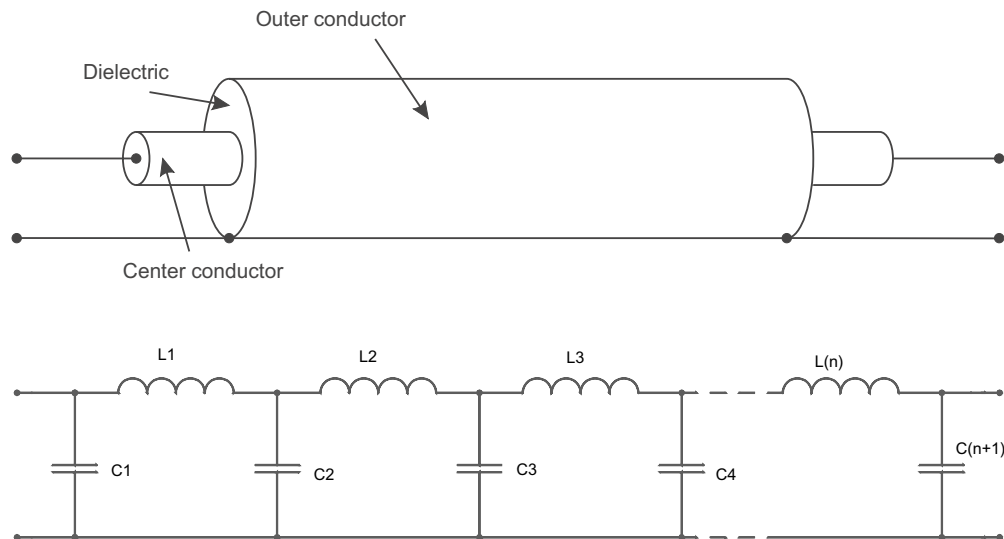 Outer conductor
Dielectric
Center conductor
L1
L2
L3
L(n)
C1
C2
C3
C4
C(n+1)